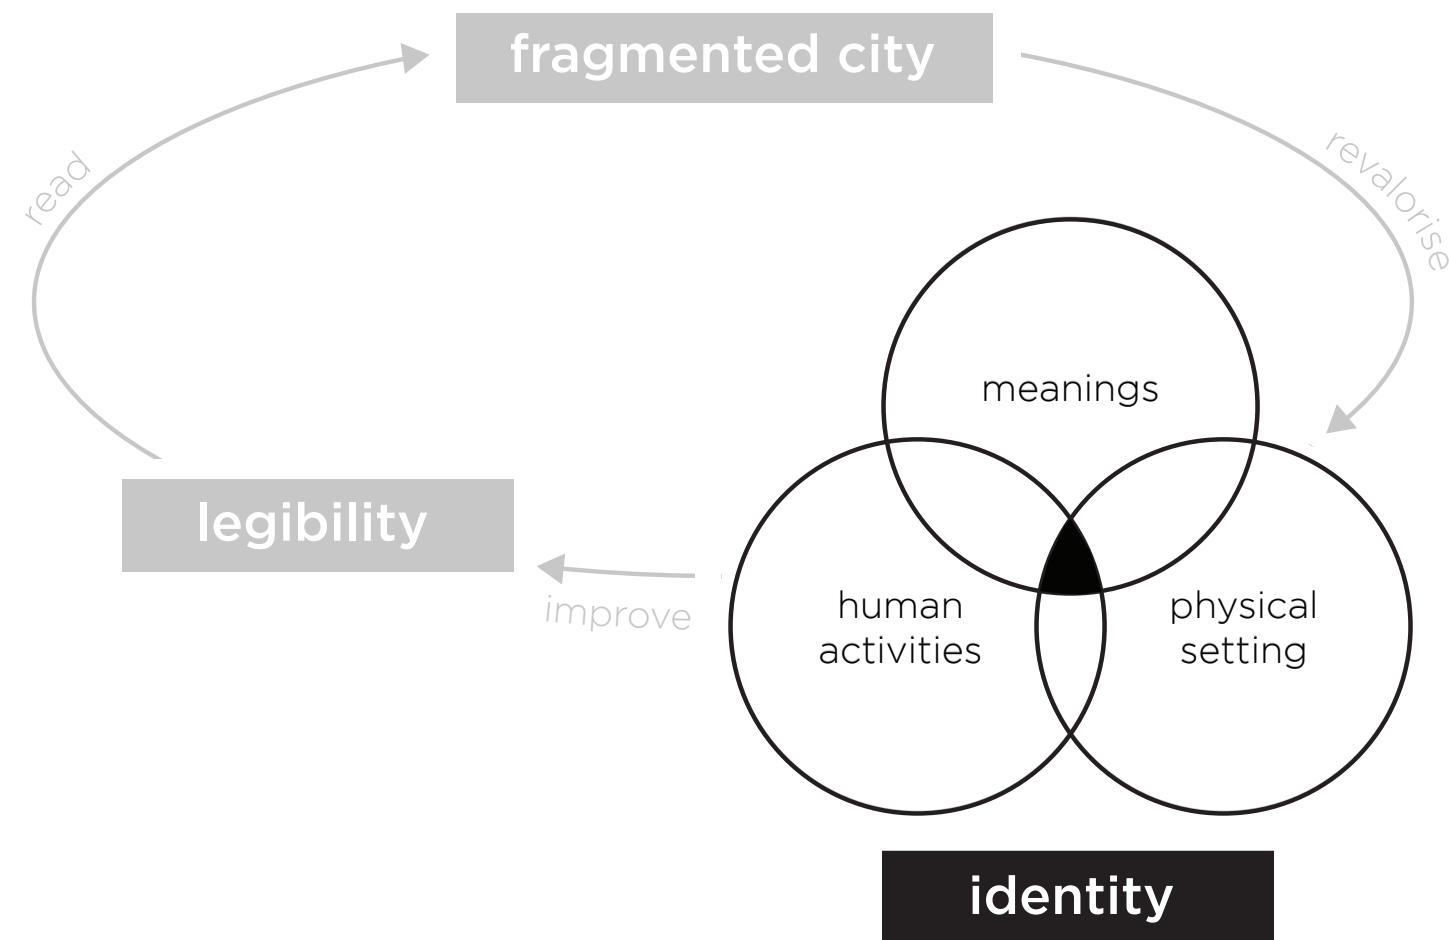 fragmented city
read
revalorise
meanings
legibility
improve
human
activities
physical
setting
identity